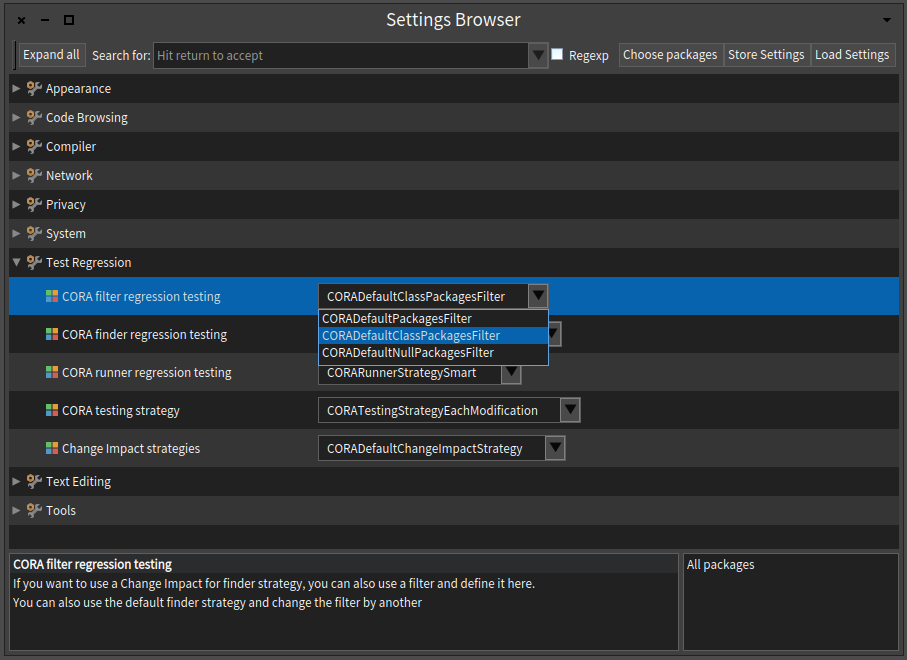 Settings Browser
Expand all Search for: Hit return to accept Regexp Choose packages Store Settings Load Settings
Appearance
Code Browsing
Compiler
Network
Privacy
System
Test Regression
CORA filter regression testing CORADefaultClassPackagesFilter
CORADefaultPackagesFilter
CORA finder regression testing CORADefaultClassPackagesFilter
CORADefaultNullPackagesFilter
CORA runner regression testing CORARunnerStrategySmart
CORA testing strategy CORATestingStrategyEachModification
Change Impact strategies CORADefaultChangeImpactStrategy
Text Editing
Tools
CORA filter regression testing
If you want to use a Change Impact for finder strategy, you can also use a filter and define it here.
You can also use the default finder strategy and change the filter by another
All packages